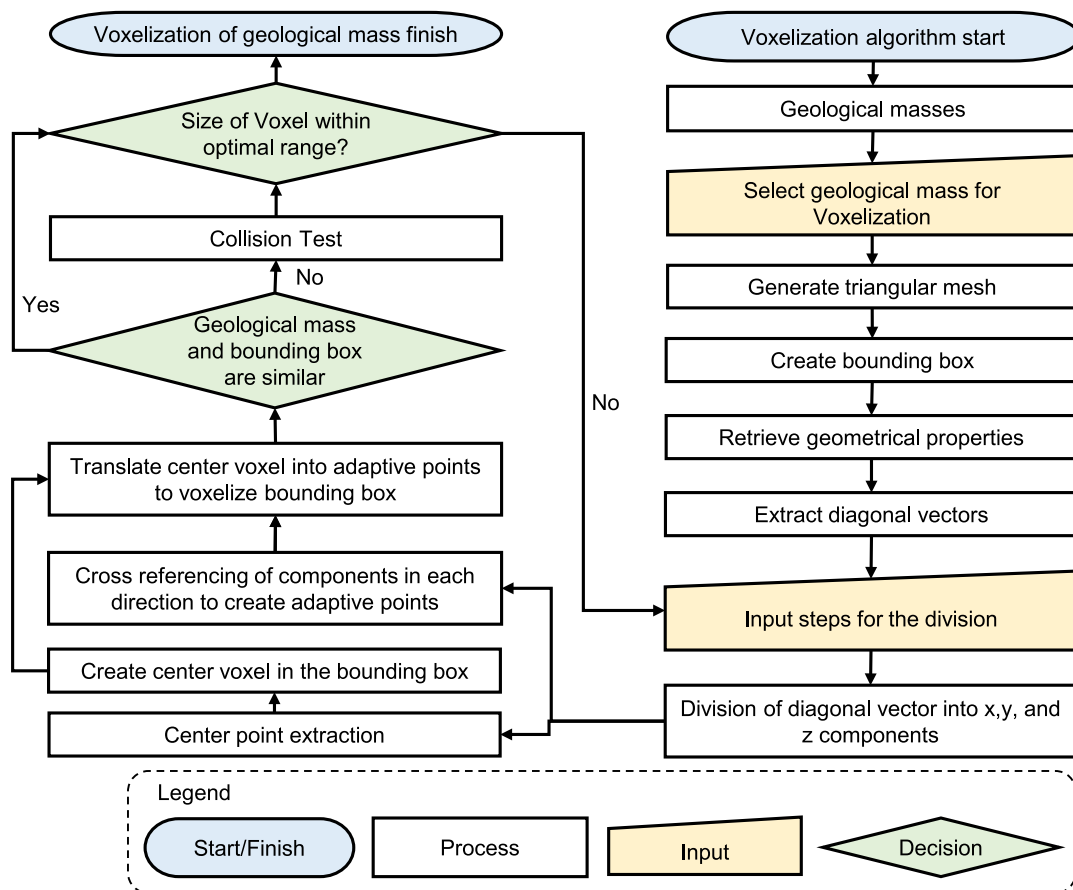 Voxelization of geological mass finish
Size of Voxel within
optimal range?
Collision Test
No
Yes
Geological mass
and bounding box
are similar
No
Translate center voxel into adaptive points
to voxelize bounding box
Cross referencing of components in each
direction to create adaptive points
Create center voxel in the bounding box
Center point extraction
Voxelization algorithm start
Geological masses
Select geological mass for
Voxelization
Generate triangular mesh
Create bounding box
Retrieve geometrical properties
Extract diagonal vectors
Input steps for the division
Division of diagonal vector into x,y, and
z components
Legend
Start/Finish
Process
Input
Decision